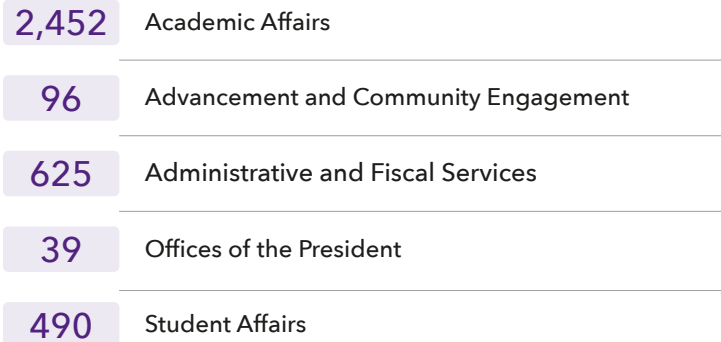 2,452 Academic Affairs
96 Advancement and Community Engagement
625 Administrative and Fiscal Services
39 Offices of the President
490 Student Affairs